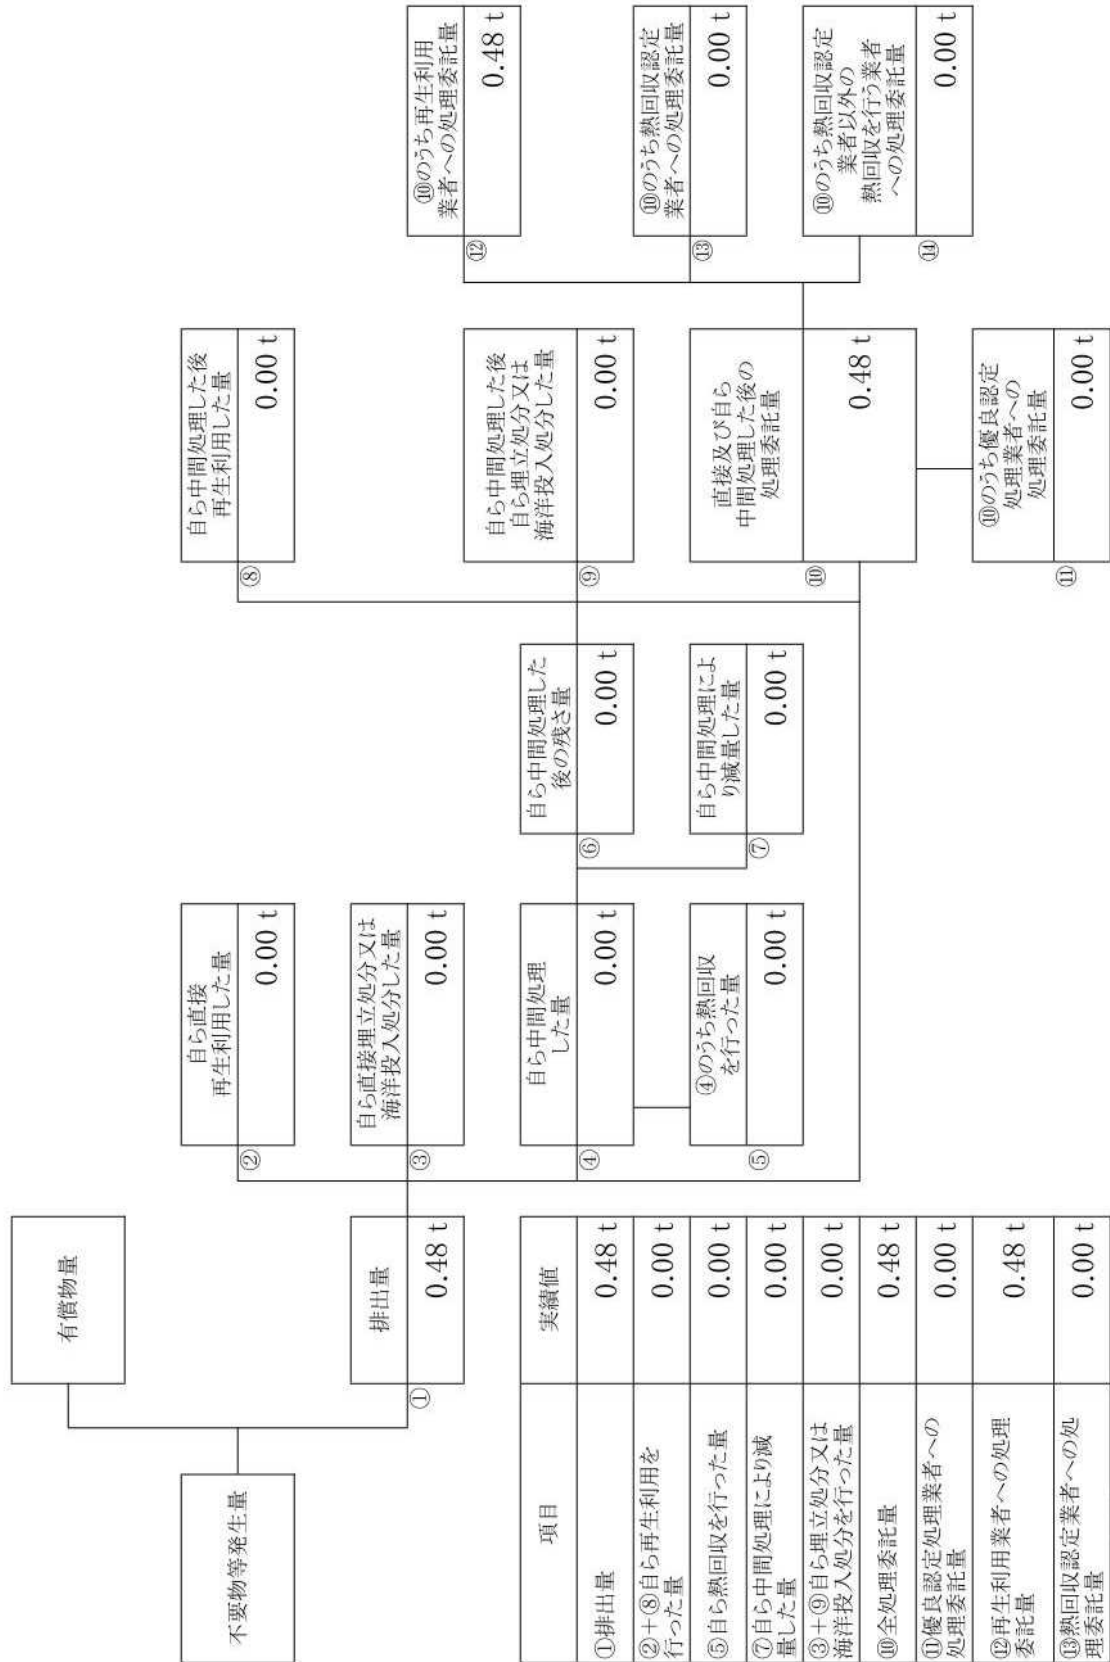 有償物量
不要物等発生量
排出量
①
0.48 t
自ら直接
再生利用した量
②
0.00 t
自ら直接埋立処分又は
海洋投入処分した量
③
0.00 t
自ら中間処理
した量
④
0.00 t
④のうち熱回収
を行った量
⑤
0.00 t
自ら中間処理した
後の残さ量
⑥
0.00 t
自ら中間処理によ
り減量した量
⑦
0.00 t
自ら中間処理した後
再生利用した量
⑧
0.00 t
自ら中間処理した後
自ら埋立処分又は
海洋投入処分した量
⑨
0.00 t
直接及び自ら
中間処理した後の
処理委託量
⑩
0.48 t
⑩のうち優良認定
処理業者への
処理委託量
⑪
0.00 t
⑩のうち再生利用
業者への処理委託量
⑫
0.48 t
⑩のうち熱回収認定
業者への処理委託量
⑬
0.00 t
⑩のうち熱回収認定
業者以外の
熱回収を行う業者
への処理委託量
⑭
0.00 t
項目 実績値
①排出量 0.48 t
②+⑧自ら再生利用を
行った量 0.00 t
⑤自ら熱回収を行った量 0.00 t
⑦自ら中間処理により減
量した量 0.00 t
③+⑨自ら埋立処分又は
海洋投入処分を行った量 0.00 t
⑩全処理委託量 0.48 t
⑪優良認定処理業者への
処理委託量 0.00 t
⑫再生利用業者への処理
委託量 0.48 t
⑬熱回収認定業者への処
理委託量 0.00 t